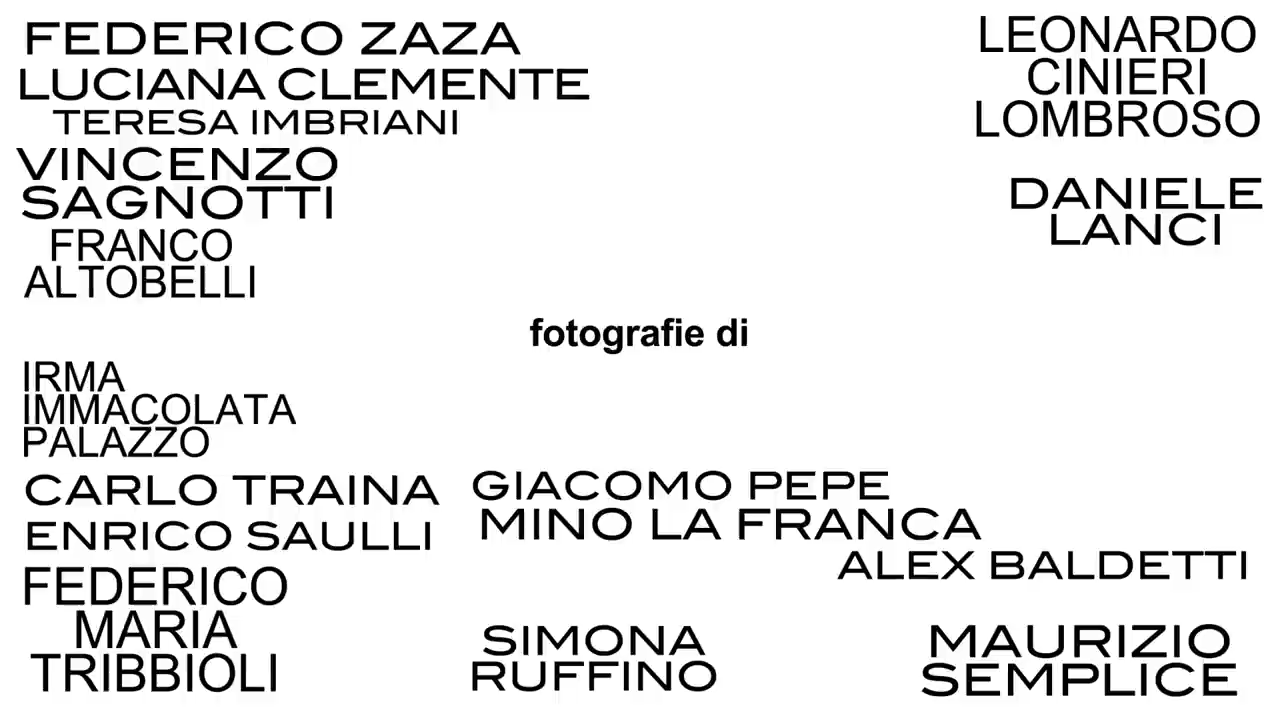 FEDERICO ZAZA
LUCIANA CLEMENTE
TERESA IMBRIANI
VINCENZO
SAGNOTTI
FRANCO
ALTOBELLI
LEONARDO
CINIERI
LOMBROSO
DANIELE
LANCI
fotografie di
IRMA
IMMACOLATA
PALAZZO
CARLO TRAINA
ENRICO SAULLI
FEDERICO
MARIA
TRIBBIOLI
GIACOMO PEPE
MINO LA FRANCA
ALEX BALDETTI
SIMONA
RUFFINO
MAURIZIO
SEMPLICE